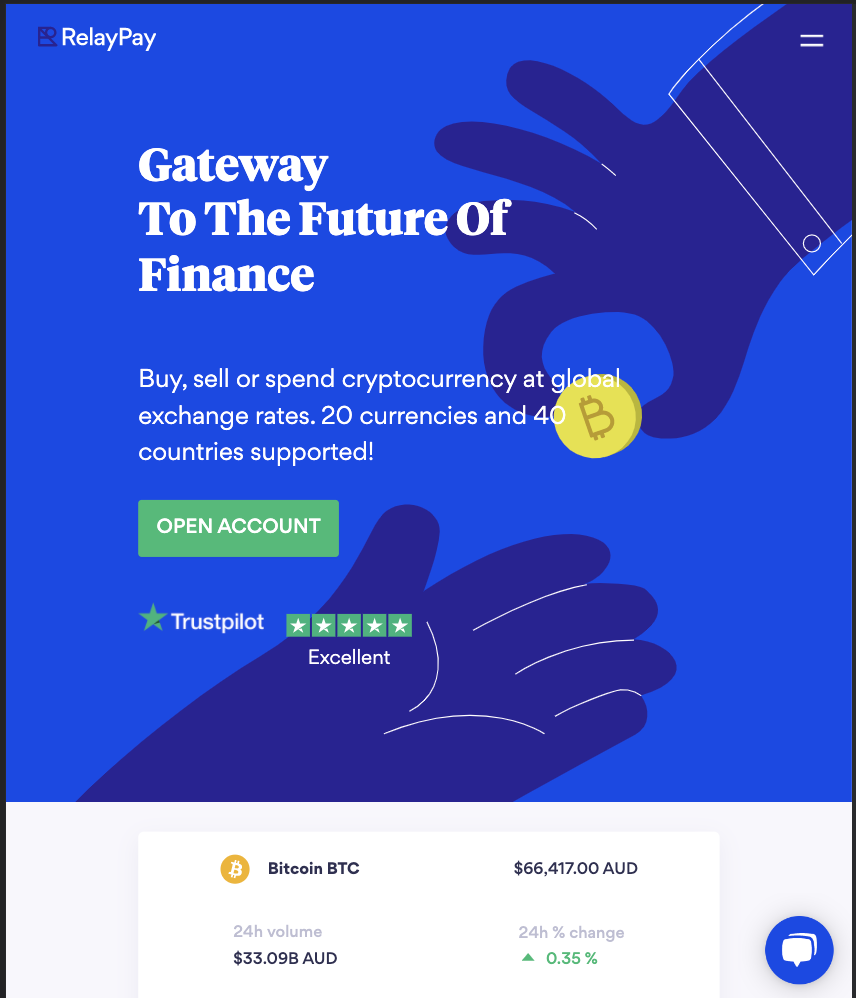 RelayPay
Gateway
To The Future Of
Finance
Buy, sell or spend cryptocurrency at global
exchange rates. 20 currencies and 40
countries supported!
OPEN ACCOUNT
Trustpilot
Excellent
Bitcoin BTC
$66,417.00 AUD
24h volume
24h % change
$33.09B AUD
0.35 %